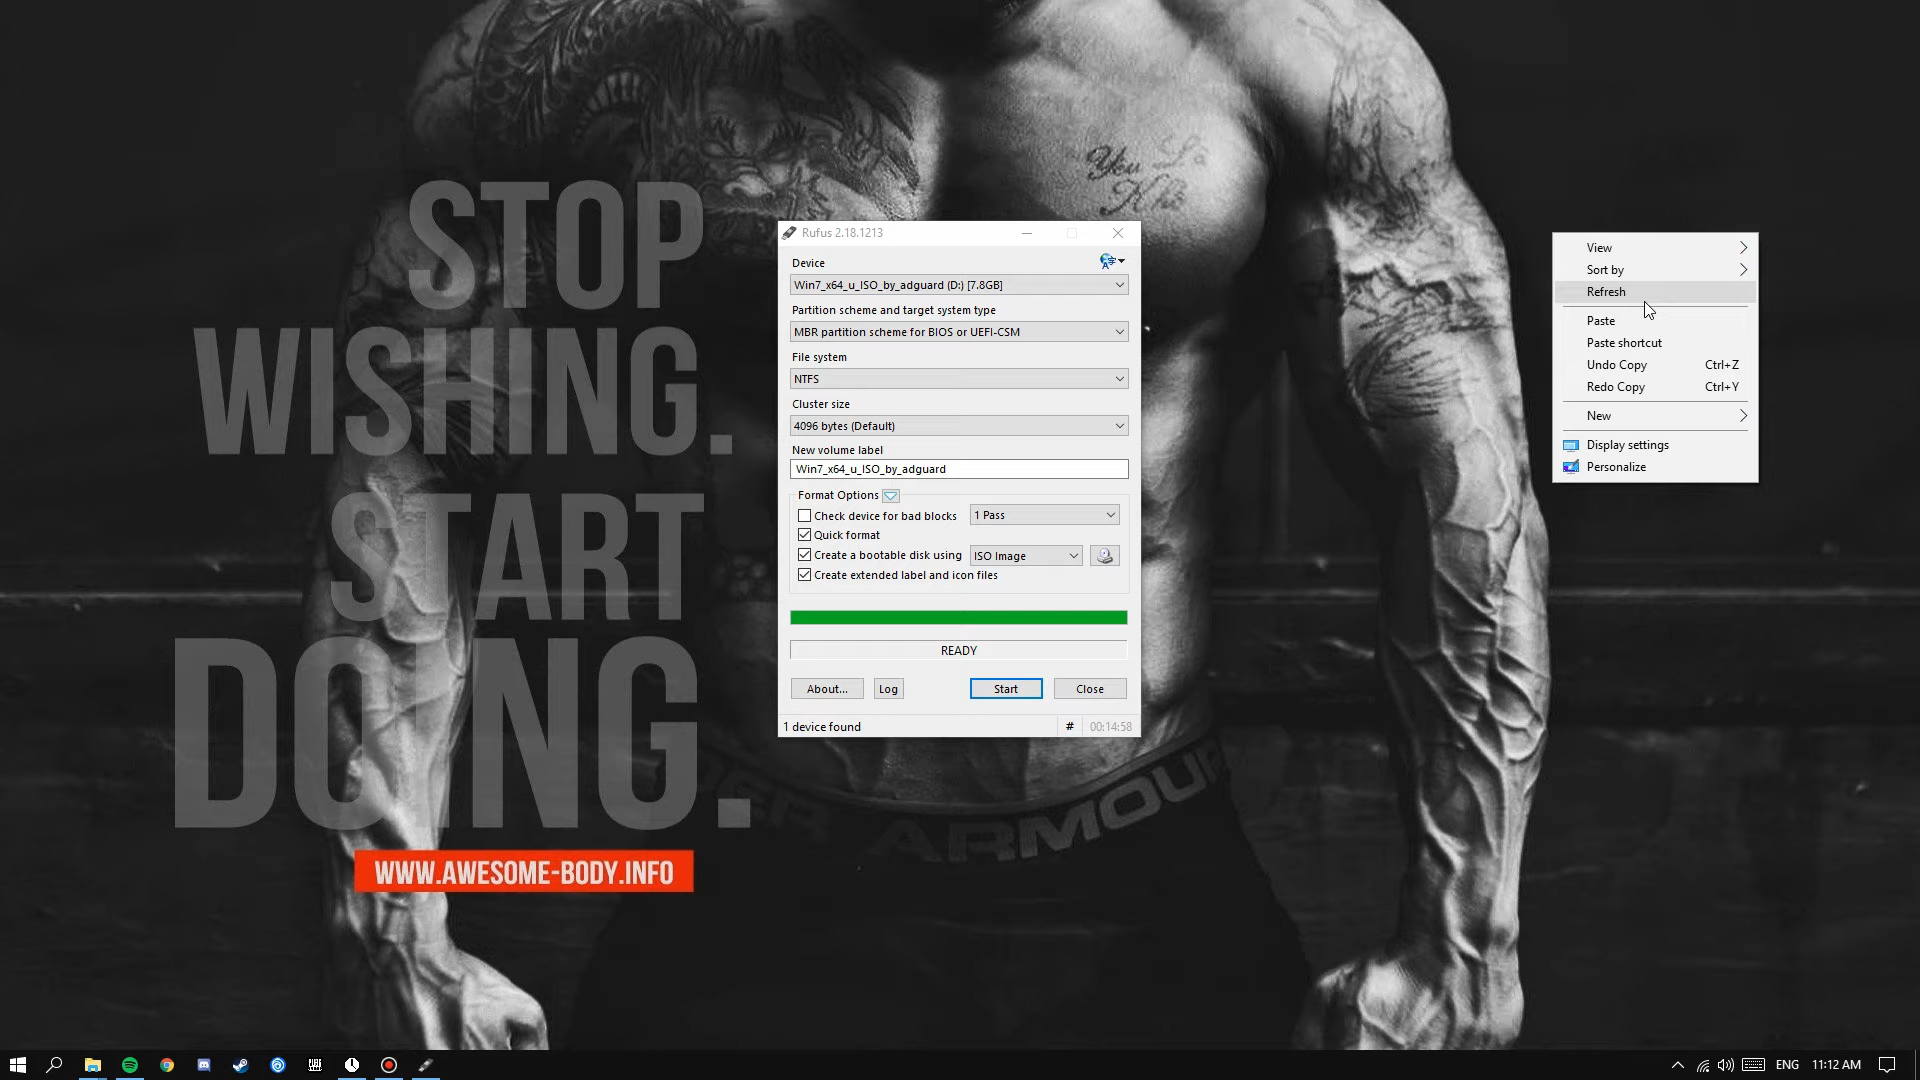 STOP
WISHING.
START
DOING.
WWW.AWESOME-BODY.INFO
ARMOUR
Rufus 2.18.1213
Device
Win7_x64_u_ISO_by_adguard (D:) [7.8GB]
Partition scheme and target system type
MBR partition scheme for BIOS or UEFI-CSM
File system
NTFS
Cluster size
4096 bytes (Default)
New volume label
Win7_x64_u_ISO_by_adguard
Format Options
Check device for bad blocks 1 Pass
Quick format
Create a bootable disk using ISO Image
Create extended label and icon files
READY
About... Log Start Close
1 device found # 00:14:58
View
Sort by
Refresh
Paste
Paste shortcut
Undo Copy Ctrl+Z
Redo Copy Ctrl+Y
New
Display settings
Personalize
ENG 11:12 AM